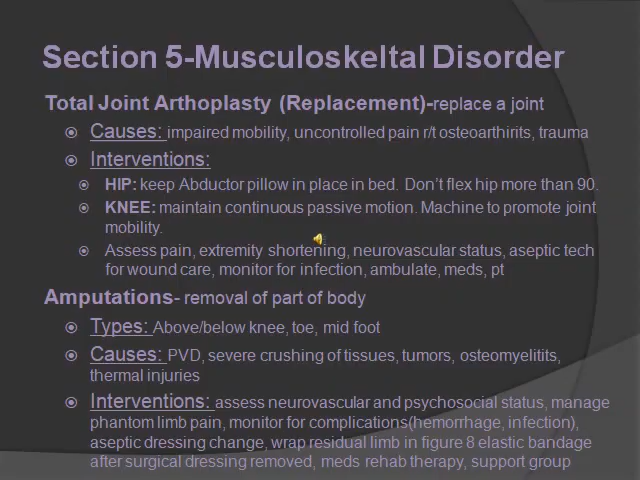 Section 5-Musculoskeltal Disorder
Total Joint Arthoplasty (Replacement)-replace a joint
Causes: impaired mobility, uncontrolled pain r/t osteoarthirits, trauma
Interventions:
HIP: keep Abductor pillow in place in bed. Don't flex hip more than 90.
KNEE: maintain continuous passive motion. Machine to promote joint
mobility.
Assess pain, extremity shortening, neurovascular status, aseptic tech
for wound care, monitor for infection, ambulate, meds, pt
Amputations- removal of part of body
Types: Above/below knee, toe, mid foot
Causes: PVD, severe crushing of tissues, tumors, osteomyelitits,
thermal injuries
Interventions: assess neurovascular and psychosocial status, manage
phantom limb pain, monitor for complications(hemorrhage, infection),
aseptic dressing change, wrap residual limb in figure 8 elastic bandage
after surgical dressing removed, meds rehab therapy, support group